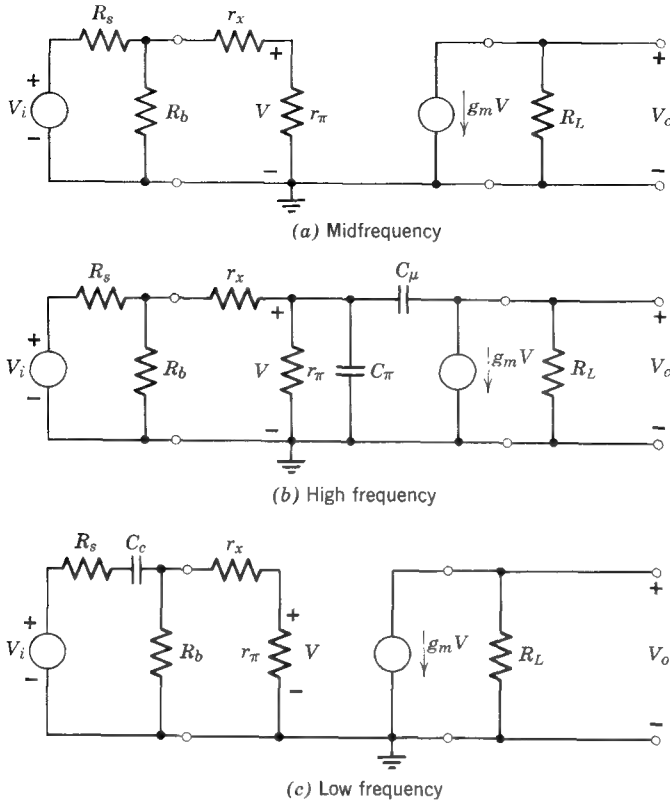 R_s r_x
+ V_i − R_b + V − r_π g_m V R_L + V_o −
(a) Midfrequency
R_s r_x C_μ
+ V_i − R_b + V − r_π C_π g_m V R_L + V_o −
(b) High frequency
R_s C_c r_x
+ V_i − R_b r_π + V − g_m V R_L + V_o −
(c) Low frequency